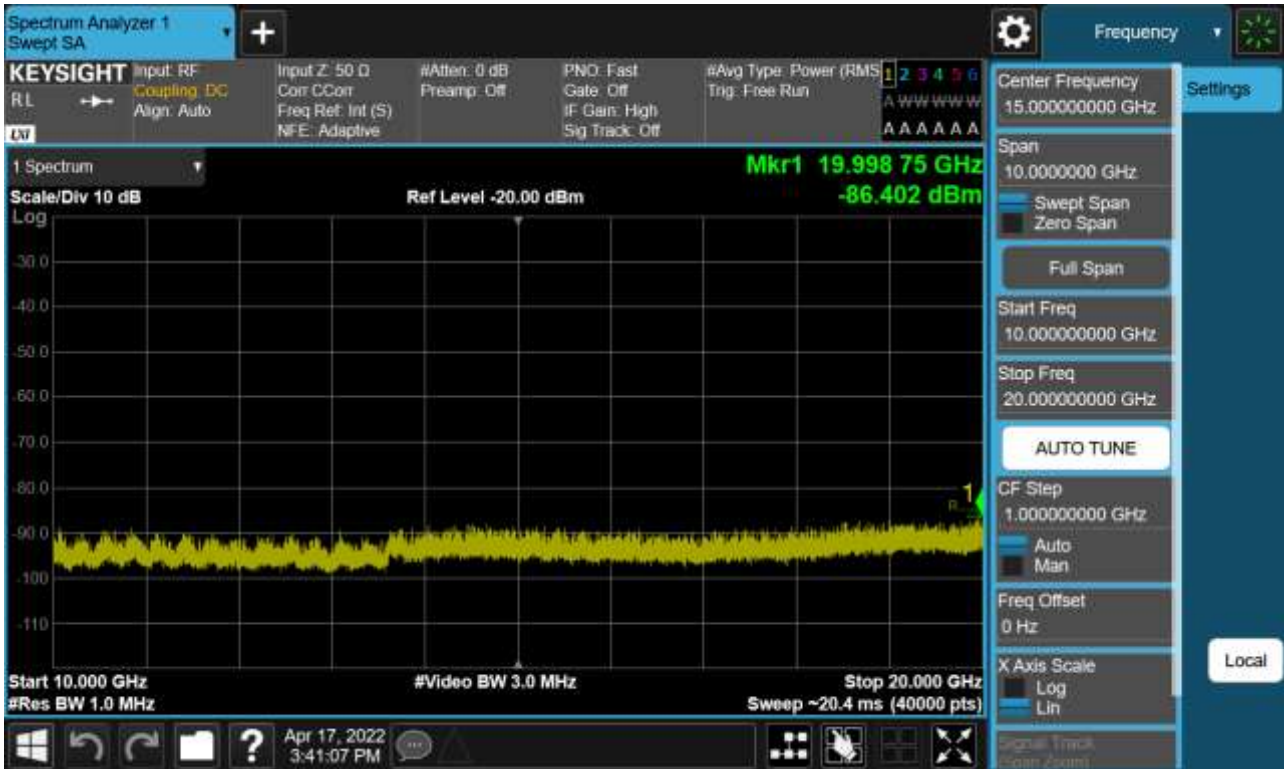 Spectrum Analyzer 1
Swept SA
Frequency
KEYSIGHT
RL
LXI
Input: RF
Coupling: DC
Align: Auto
Input Z: 50 Ω
Corr CCorr
Freq Ref: Int (S)
NFE: Adaptive
#Atten: 0 dB
Preamp: Off
PNO: Fast
Gate: Off
IF Gain: High
Sig Track: Off
#Avg Type: Power (RMS
Trig: Free Run
1 2 3 4 5 6
A W W W W W
A A A A A A
1 Spectrum
Scale/Div 10 dB
Ref Level -20.00 dBm
Mkr1 19.998 75 GHz
-86.402 dBm
Log
-30.0
-40.0
-50.0
-60.0
-70.0
-80.0
-90.0
-100
-110
1
Start 10.000 GHz
#Video BW 3.0 MHz
Stop 20.000 GHz
#Res BW 1.0 MHz
Sweep ~20.4 ms (40000 pts)
Center Frequency
15.000000000 GHz
Span
10.0000000 GHz
Swept Span
Zero Span
Full Span
Start Freq
10.000000000 GHz
Stop Freq
20.000000000 GHz
AUTO TUNE
CF Step
1.000000000 GHz
Auto
Man
Freq Offset
0 Hz
X Axis Scale
Log
Lin
Signal Track
(Span Zoom)
Settings
Local
?
Apr 17, 2022
3:41:07 PM